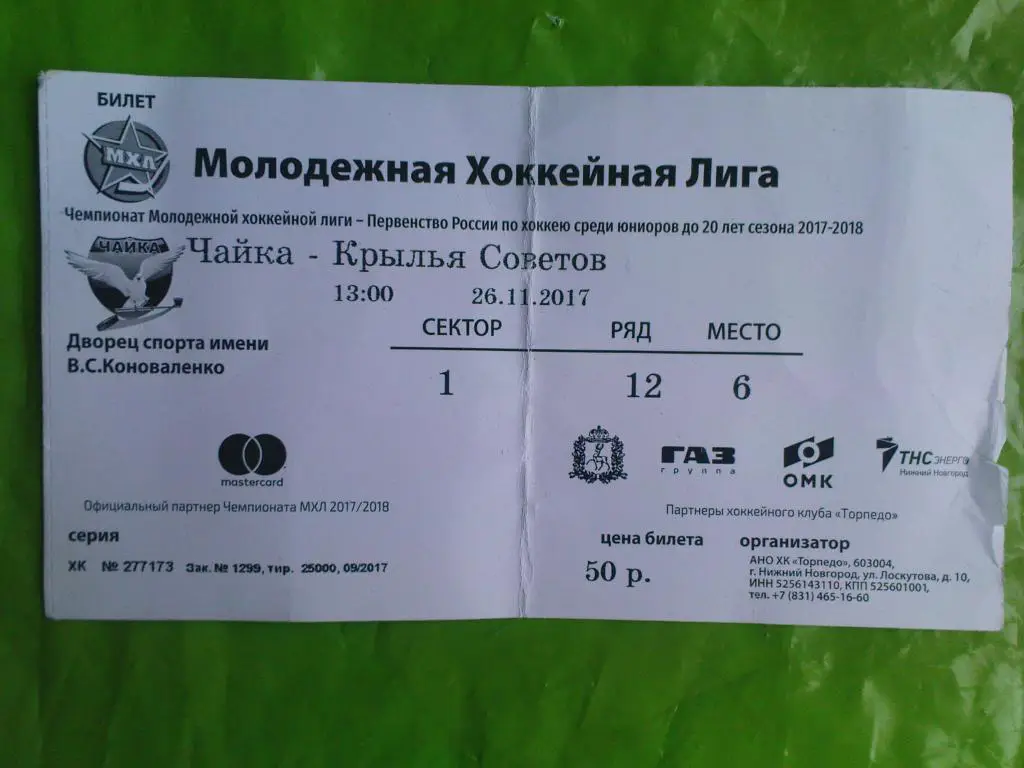 БИЛЕТ
МХЛ
Молодежная Хоккейная Лига
Чемпионат Молодежной хоккейной лиги – Первенство России по хоккею среди юниоров до 20 лет сезона 2017-2018
ЧАЙКА
Чайка - Крылья Советов
13:00 26.11.2017
Дворец спорта имени
В.С.Коноваленко
СЕКТОР РЯД МЕСТО
1 12 6
mastercard
ГАЗ
группа
ОМК
ТНС энерго
Нижний Новгород
Официальный партнер Чемпионата МХЛ 2017/2018
Партнеры хоккейного клуба «Торпедо»
серия
ХК № 277173 Зак. № 1299, тир. 25000, 09/2017
цена билета
50 р.
организатор
АНО ХК «Торпедо», 603004,
г. Нижний Новгород, ул. Лоскутова, д. 10,
ИНН 5256143110, КПП 525601001,
тел. +7 (831) 465-16-60